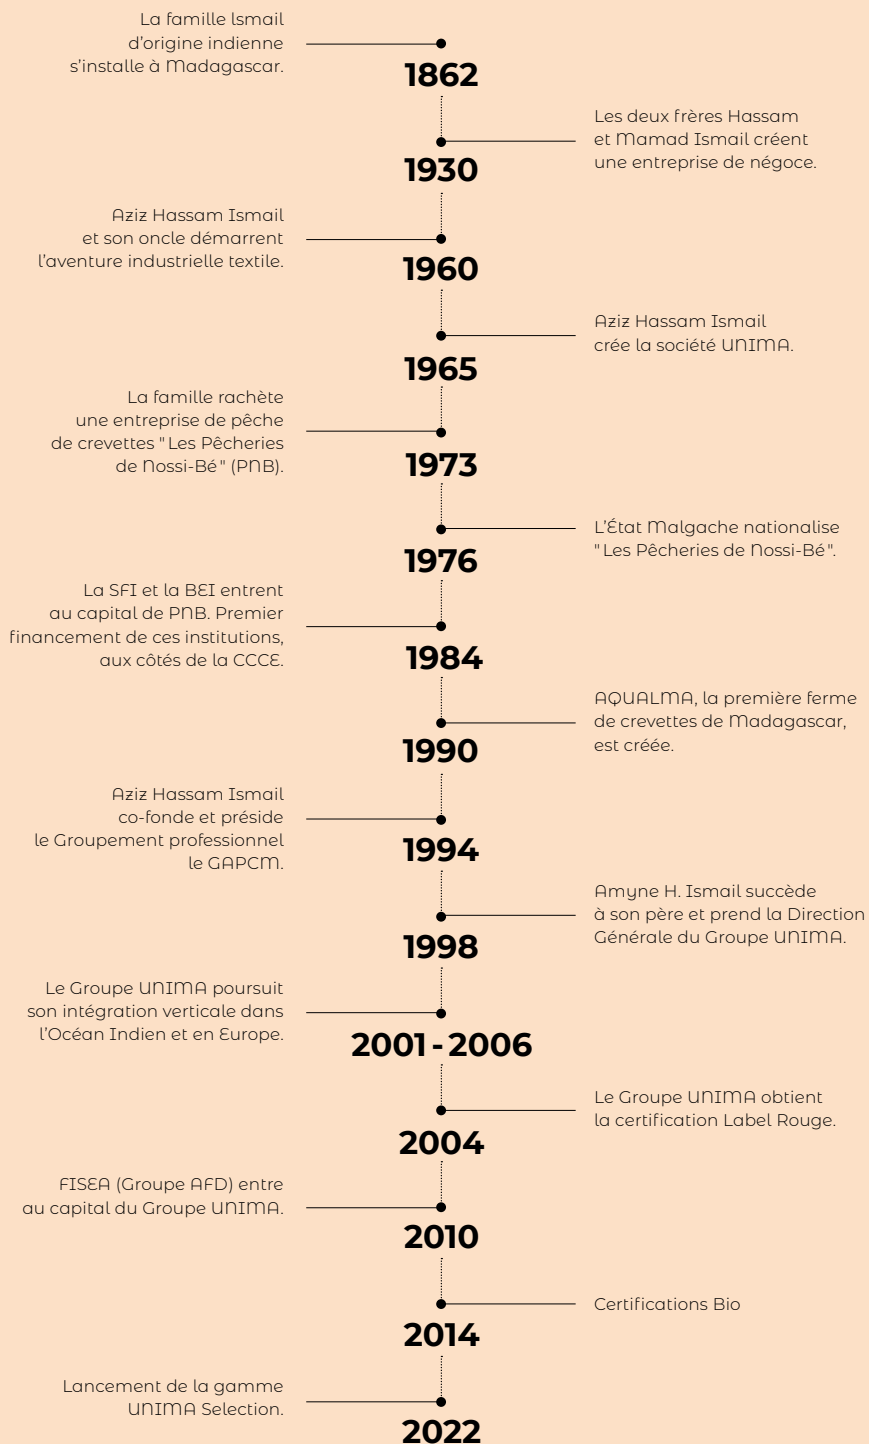 La famille Ismail
d'origine indienne
s'installe à Madagascar.
1862
Les deux frères Hassam
et Mamad Ismail créent
une entreprise de négoce.
1930
Aziz Hassam Ismail
et son oncle démarrent
l'aventure industrielle textile.
1960
Aziz Hassam Ismail
crée la société UNIMA.
1965
La famille rachète
une entreprise de pêche
de crevettes "Les Pêcheries
de Nossi-Bé" (PNB).
1973
L'État Malgache nationalise
"Les Pêcheries de Nossi-Bé".
1976
La SFI et la BEI entrent
au capital de PNB. Premier
financement de ces institutions,
aux côtés de la CCCE.
1984
AQUALMA, la première ferme
de crevettes de Madagascar,
est créée.
1990
Aziz Hassam Ismail
co-fonde et préside
le Groupement professionnel
le GAPCM.
1994
Amyne H. Ismail succède
à son père et prend la Direction
Générale du Groupe UNIMA.
1998
Le Groupe UNIMA poursuit
son intégration verticale dans
l'Océan Indien et en Europe.
2001 - 2006
Le Groupe UNIMA obtient
la certification Label Rouge.
2004
FISEA (Groupe AFD) entre
au capital du Groupe UNIMA.
2010
Certifications Bio
2014
Lancement de la gamme
UNIMA Selection.
2022